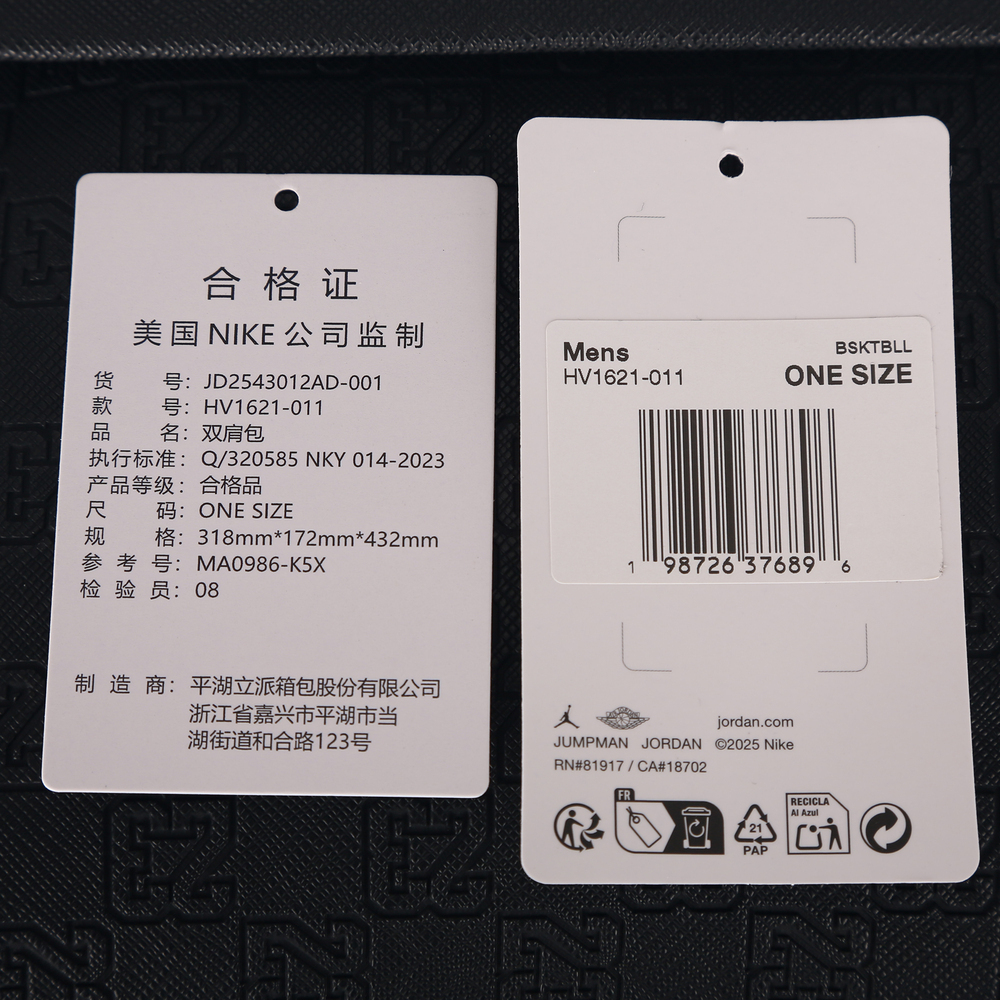 合格证
美国NIKE公司监制
货号：JD2543012AD-001
款号：HV1621-011
品名：双肩包
执行标准：Q/320585 NKY 014-2023
产品等级：合格品
尺码：ONE SIZE
规格：318mm*172mm*432mm
参考号：MA0986-K5X
检验员：08
制造商：平湖立派箱包股份有限公司
浙江省嘉兴市平湖市当
湖街道和合路123号
Mens
BSKTBLL
HV1621-011
ONE SIZE
1 98726 37689 6
jordan.com
JUMPMAN JORDAN ©2025 Nike
RN#81917 / CA#18702
FR
21
PAP
RECICLA
Al Azul
23